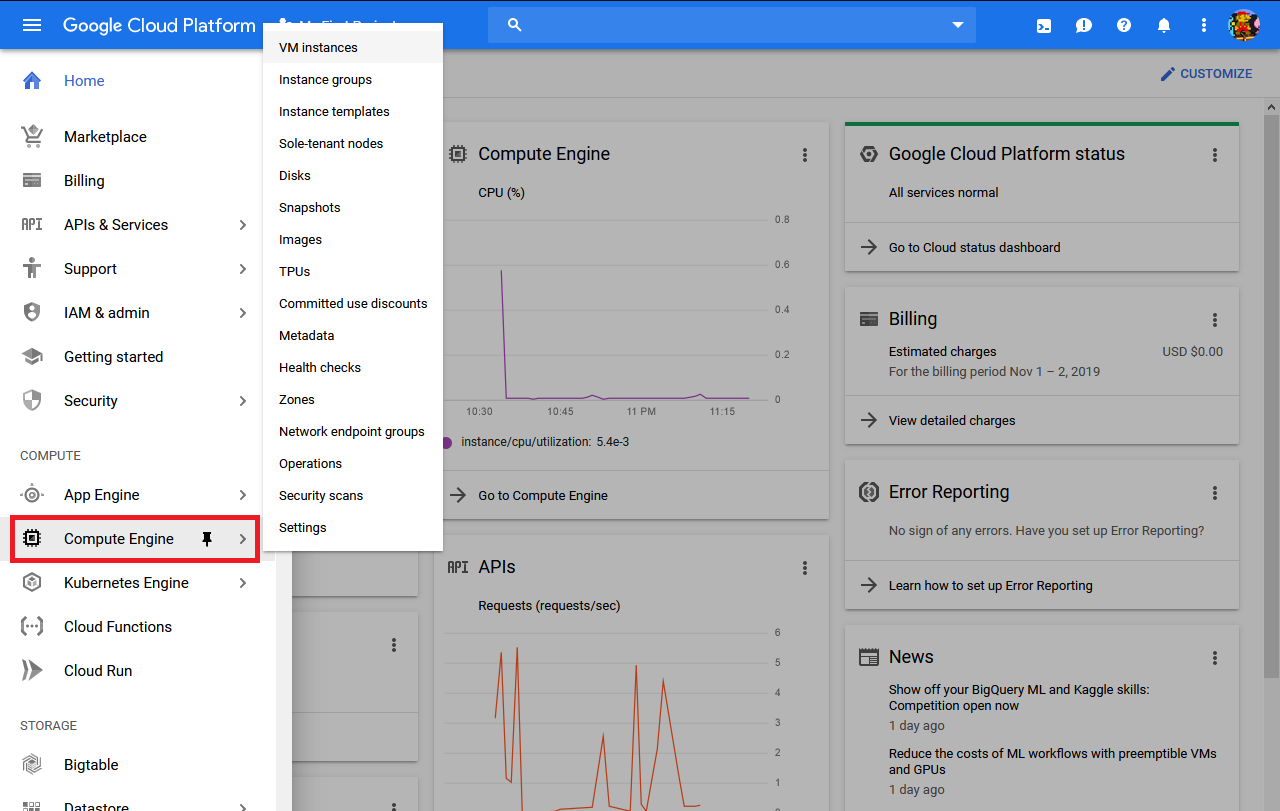 Google Cloud Platform
CUSTOMIZE
Home
Marketplace
Billing
API
APIs & Services
Support
IAM & admin
Getting started
Security
COMPUTE
App Engine
Compute Engine
Kubernetes Engine
Cloud Functions
Cloud Run
STORAGE
Bigtable
Datastore
VM instances
Instance groups
Instance templates
Sole-tenant nodes
Disks
Snapshots
Images
TPUs
Committed use discounts
Metadata
Health checks
Zones
Network endpoint groups
Operations
Security scans
Settings
Compute Engine
CPU (%)
0.8
0.6
0.4
0.2
0
10:30 10:45 11 PM 11:15
instance/cpu/utilization: 5.4e-3
Go to Compute Engine
API APIs
Requests (requests/sec)
6
5
4
3
2
1
Google Cloud Platform status
All services normal
Go to Cloud status dashboard
Billing
Estimated charges USD $0.00
For the billing period Nov 1 – 2, 2019
View detailed charges
Error Reporting
No sign of any errors. Have you set up Error Reporting?
Learn how to set up Error Reporting
News
Show off your BigQuery ML and Kaggle skills:
Competition open now
1 day ago
Reduce the costs of ML workflows with preemptible VMs
and GPUs
1 day ago